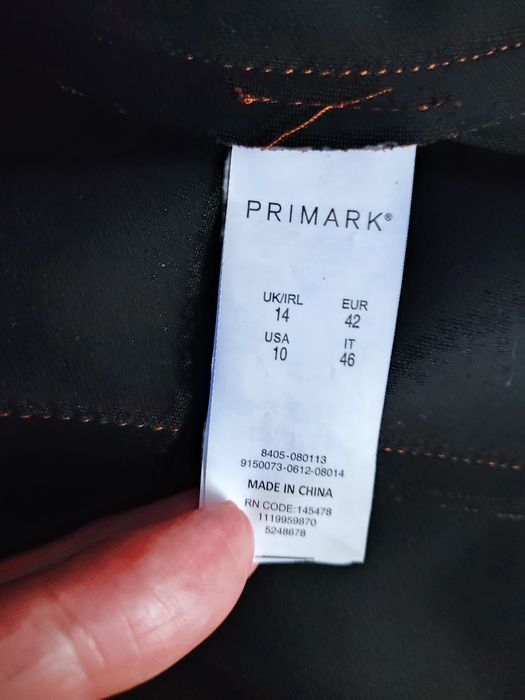 PRIMARK®
UK/IRL EUR
14 42
USA IT
10 46
8405-080113
9150073-0612-08014
MADE IN CHINA
RN CODE: 145478
1119959870
5248678